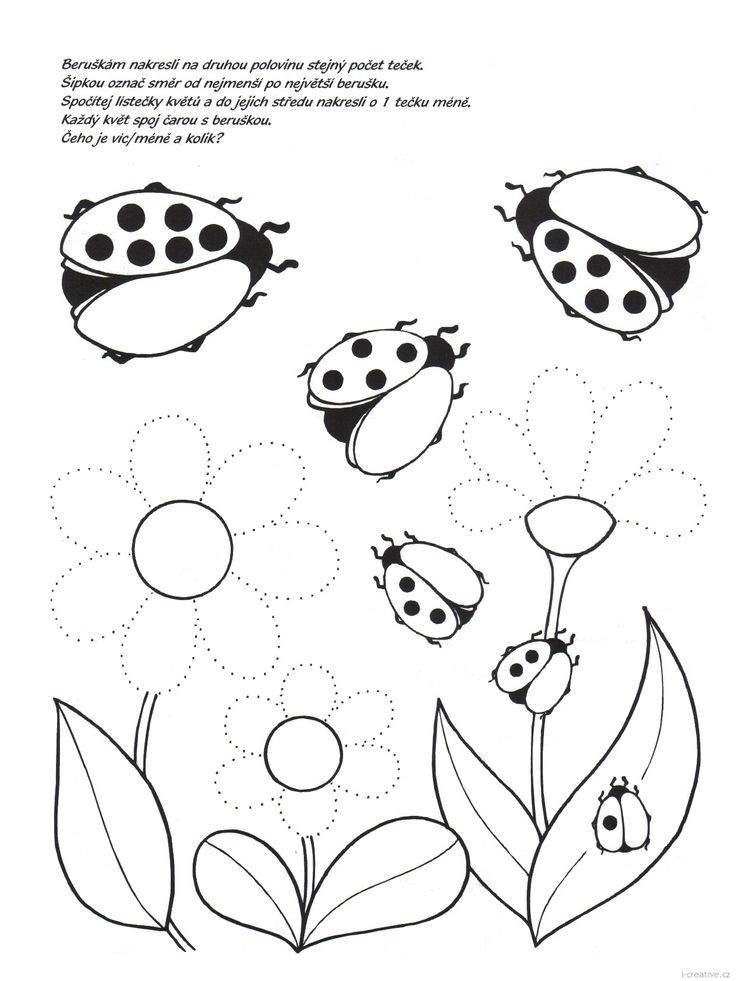 Beruškám nakresli na druhou polovinu stejný počet teček.
Šipkou označ směr od nejmenší po největší berušku.
Spočítej lístečky květů a do jejich středu nakresli o 1 tečku méně.
Každý květ spoj čarou s beruškou.
Čeho je víc/méně a kolik?
i-creative.cz